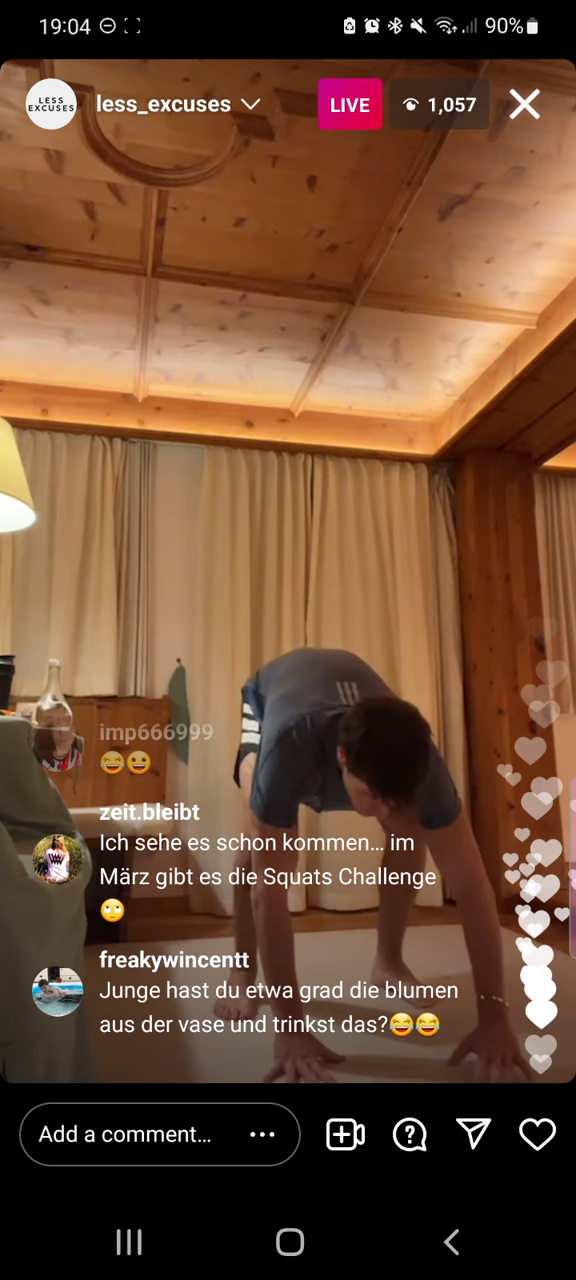 19:04
90%
LESS
EXCUSES
less_excuses
LIVE
1,057
imp666999
😂😀
zeit.bleibt
Ich sehe es schon kommen... im
März gibt es die Squats Challenge
🙄
freakywincentt
Junge hast du etwa grad die blumen
aus der vase und trinkst das?😂😂
Add a comment...